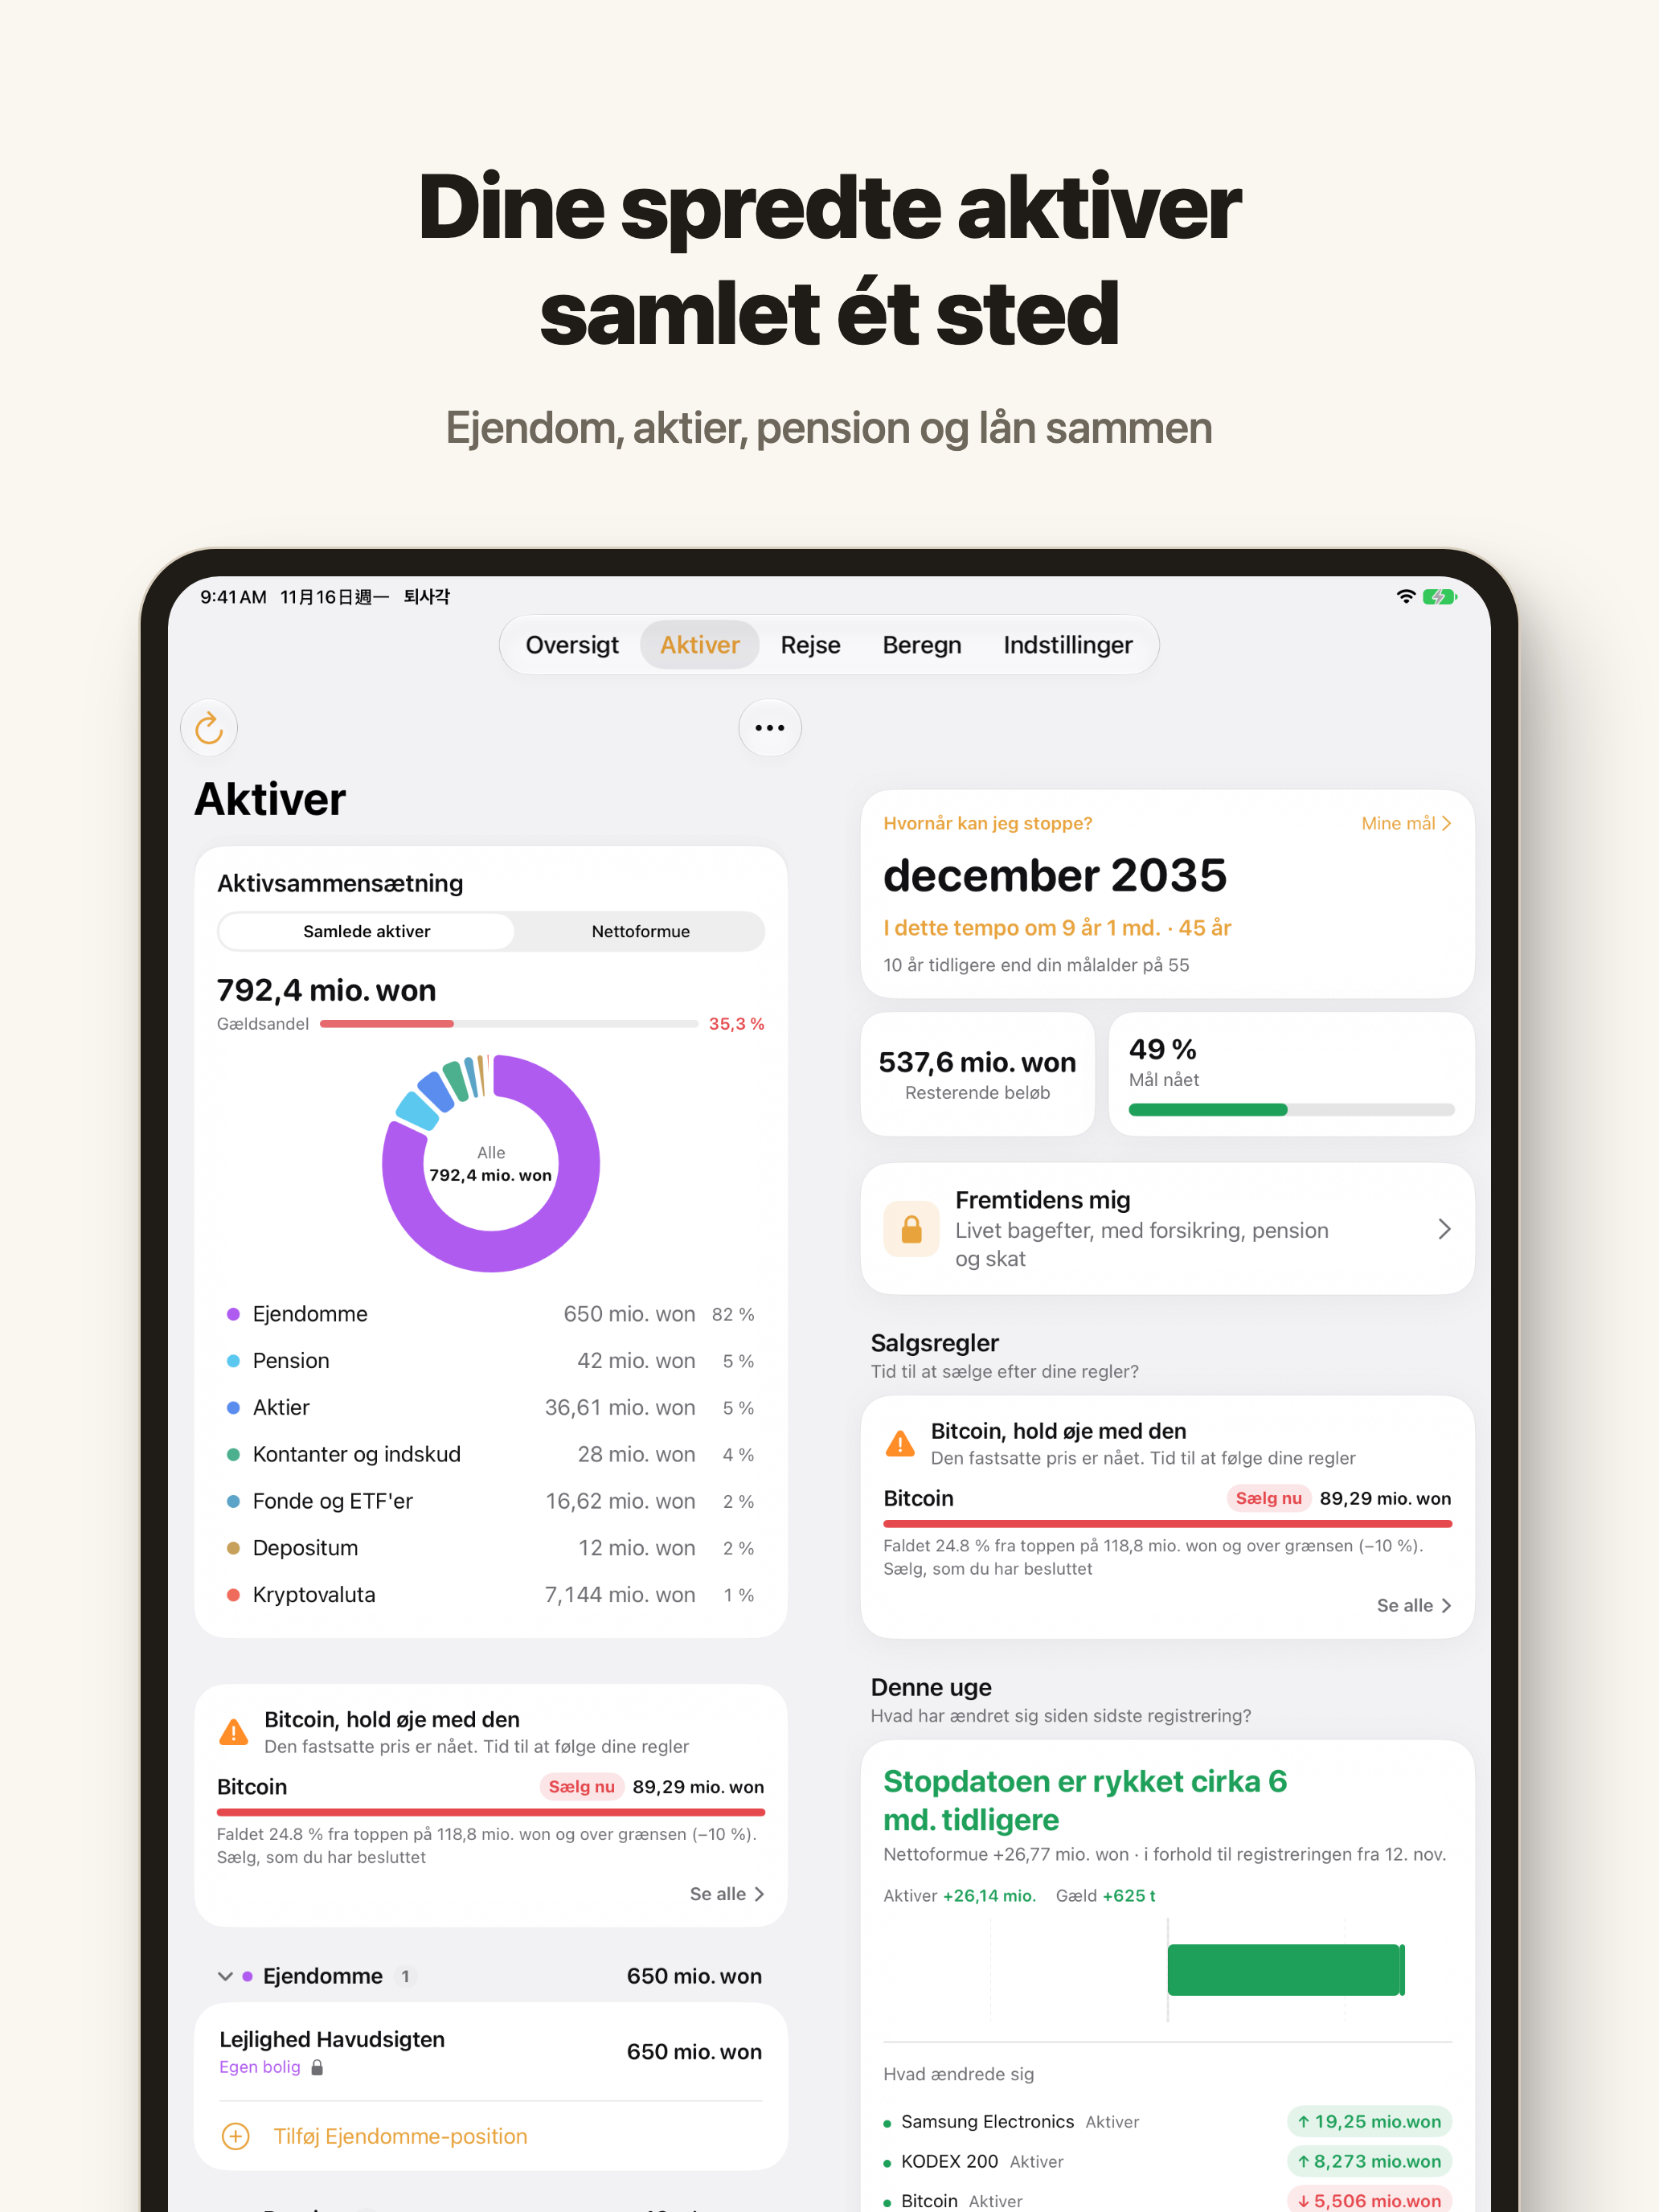 Dine spredte aktiver
samlet ét sted
Ejendom, aktier, pension og lån sammen
9:41 AM 11月16日週一 퇴사각
Oversigt Aktiver Rejse Beregn Indstillinger
Aktiver
Aktivsammensætning
Samlede aktiver Nettoformue
792,4 mio. won
Gældsandel 35,3 %
Alle
792,4 mio. won
Ejendomme 650 mio. won 82 %
Pension 42 mio. won 5 %
Aktier 36,61 mio. won 5 %
Kontanter og indskud 28 mio. won 4 %
Fonde og ETF'er 16,62 mio. won 2 %
Depositum 12 mio. won 2 %
Kryptovaluta 7,144 mio. won 1 %
Bitcoin, hold øje med den
Den fastsatte pris er nået. Tid til at følge dine regler
Bitcoin Sælg nu 89,29 mio. won
Faldet 24.8 % fra toppen på 118,8 mio. won og over grænsen (−10 %).
Sælg, som du har besluttet
Se alle
Ejendomme 1 650 mio. won
Lejlighed Havudsigten
Egen bolig
650 mio. won
Tilføj Ejendomme-position
Hvornår kan jeg stoppe? Mine mål
december 2035
I dette tempo om 9 år 1 md. · 45 år
10 år tidligere end din målalder på 55
537,6 mio. won
Resterende beløb
49 %
Mål nået
Fremtidens mig
Livet bagefter, med forsikring, pension
og skat
Salgsregler
Tid til at sælge efter dine regler?
Bitcoin, hold øje med den
Den fastsatte pris er nået. Tid til at følge dine regler
Bitcoin Sælg nu 89,29 mio. won
Faldet 24.8 % fra toppen på 118,8 mio. won og over grænsen (−10 %).
Sælg, som du har besluttet
Se alle
Denne uge
Hvad har ændret sig siden sidste registrering?
Stopdatoen er rykket cirka 6
md. tidligere
Nettoformue +26,77 mio. won · i forhold til registreringen fra 12. nov.
Aktiver +26,14 mio. Gæld +625 t
Hvad ændrede sig
Samsung Electronics Aktiver ↑ 19,25 mio.won
KODEX 200 Aktiver ↑ 8,273 mio.won
Bitcoin Aktiver ↓ 5,506 mio.won